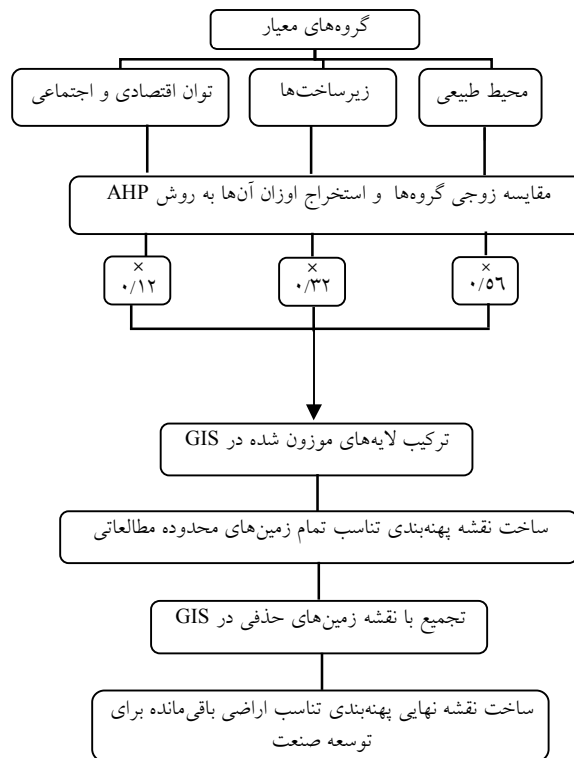 گروه‌های معیار
محیط طبیعی
زیرساخت‌ها
توان اقتصادی و اجتماعی
مقایسه زوجی گروه‌ها و استخراج اوزان آن‌ها به روش AHP
×
۰/۵۶
×
۰/۳۲
×
۰/۱۲
ترکیب لایه‌های موزون شده در GIS
ساخت نقشه پهنه‌بندی تناسب تمام زمین‌های محدوده مطالعاتی
تجمیع با نقشه زمین‌های حذفی در GIS
ساخت نقشه نهایی پهنه‌بندی تناسب اراضی باقی‌مانده برای
توسعه صنعت